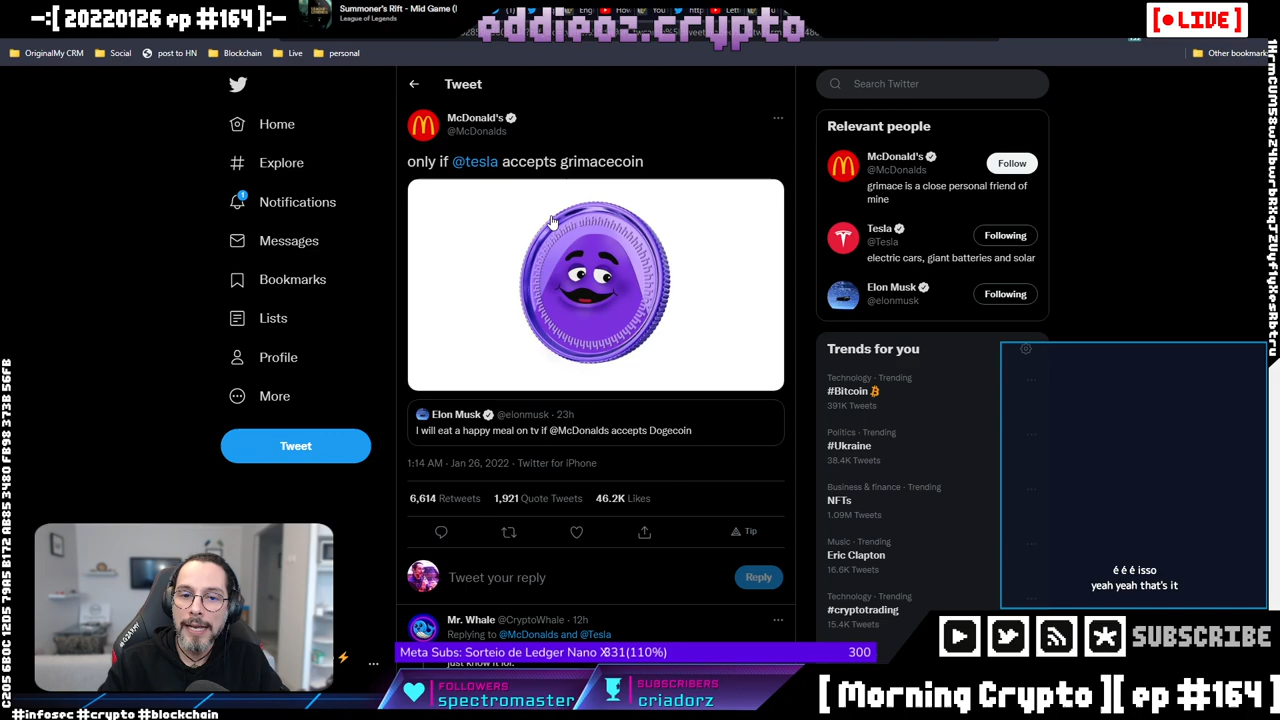 —:[ 20220126 ep #164 ]:—
Summoner's Rift - Mid Game (
League of Legends
eddieoz.crypto
[ ● LIVE ]
OriginalMy CRM
Social
post to HN
Blockchain
Live
personal
Other bookmark
Home
Explore
Notifications
1
Messages
Bookmarks
Lists
Profile
More
Tweet
Tweet
McDonald's
@McDonalds
only if @tesla accepts grimacecoin
Elon Musk @elonmusk · 23h
I will eat a happy meal on tv if @McDonalds accepts Dogecoin
1:14 AM · Jan 26, 2022 · Twitter for iPhone
6,614 Retweets 1,921 Quote Tweets 46.2K Likes
Tip
Tweet your reply
Reply
Mr. Whale @CryptoWhale · 12h
Replying to @McDonalds and @Tesla
Search Twitter
Relevant people
McDonald's
@McDonalds
Follow
grimace is a close personal friend of
mine
Tesla
@Tesla
Following
electric cars, giant batteries and solar
Elon Musk
@elonmusk
Following
Trends for you
Technology · Trending
#Bitcoin
391K Tweets
Politics · Trending
#Ukraine
38.4K Tweets
Business & finance · Trending
NFTs
1.09M Tweets
Music · Trending
Eric Clapton
16.6K Tweets
Technology · Trending
#cryptotrading
15.4K Tweets
é é é isso
yeah yeah that's it
Meta Subs: Sorteio de Ledger Nano X
331(110%)
300
FOLLOWERS
spectromaster
SUBSCRIBERS
criadorz
SUBSCRIBE
[ Morning Crypto ][ ep #164 ]
#infosec #crypto #blockchain